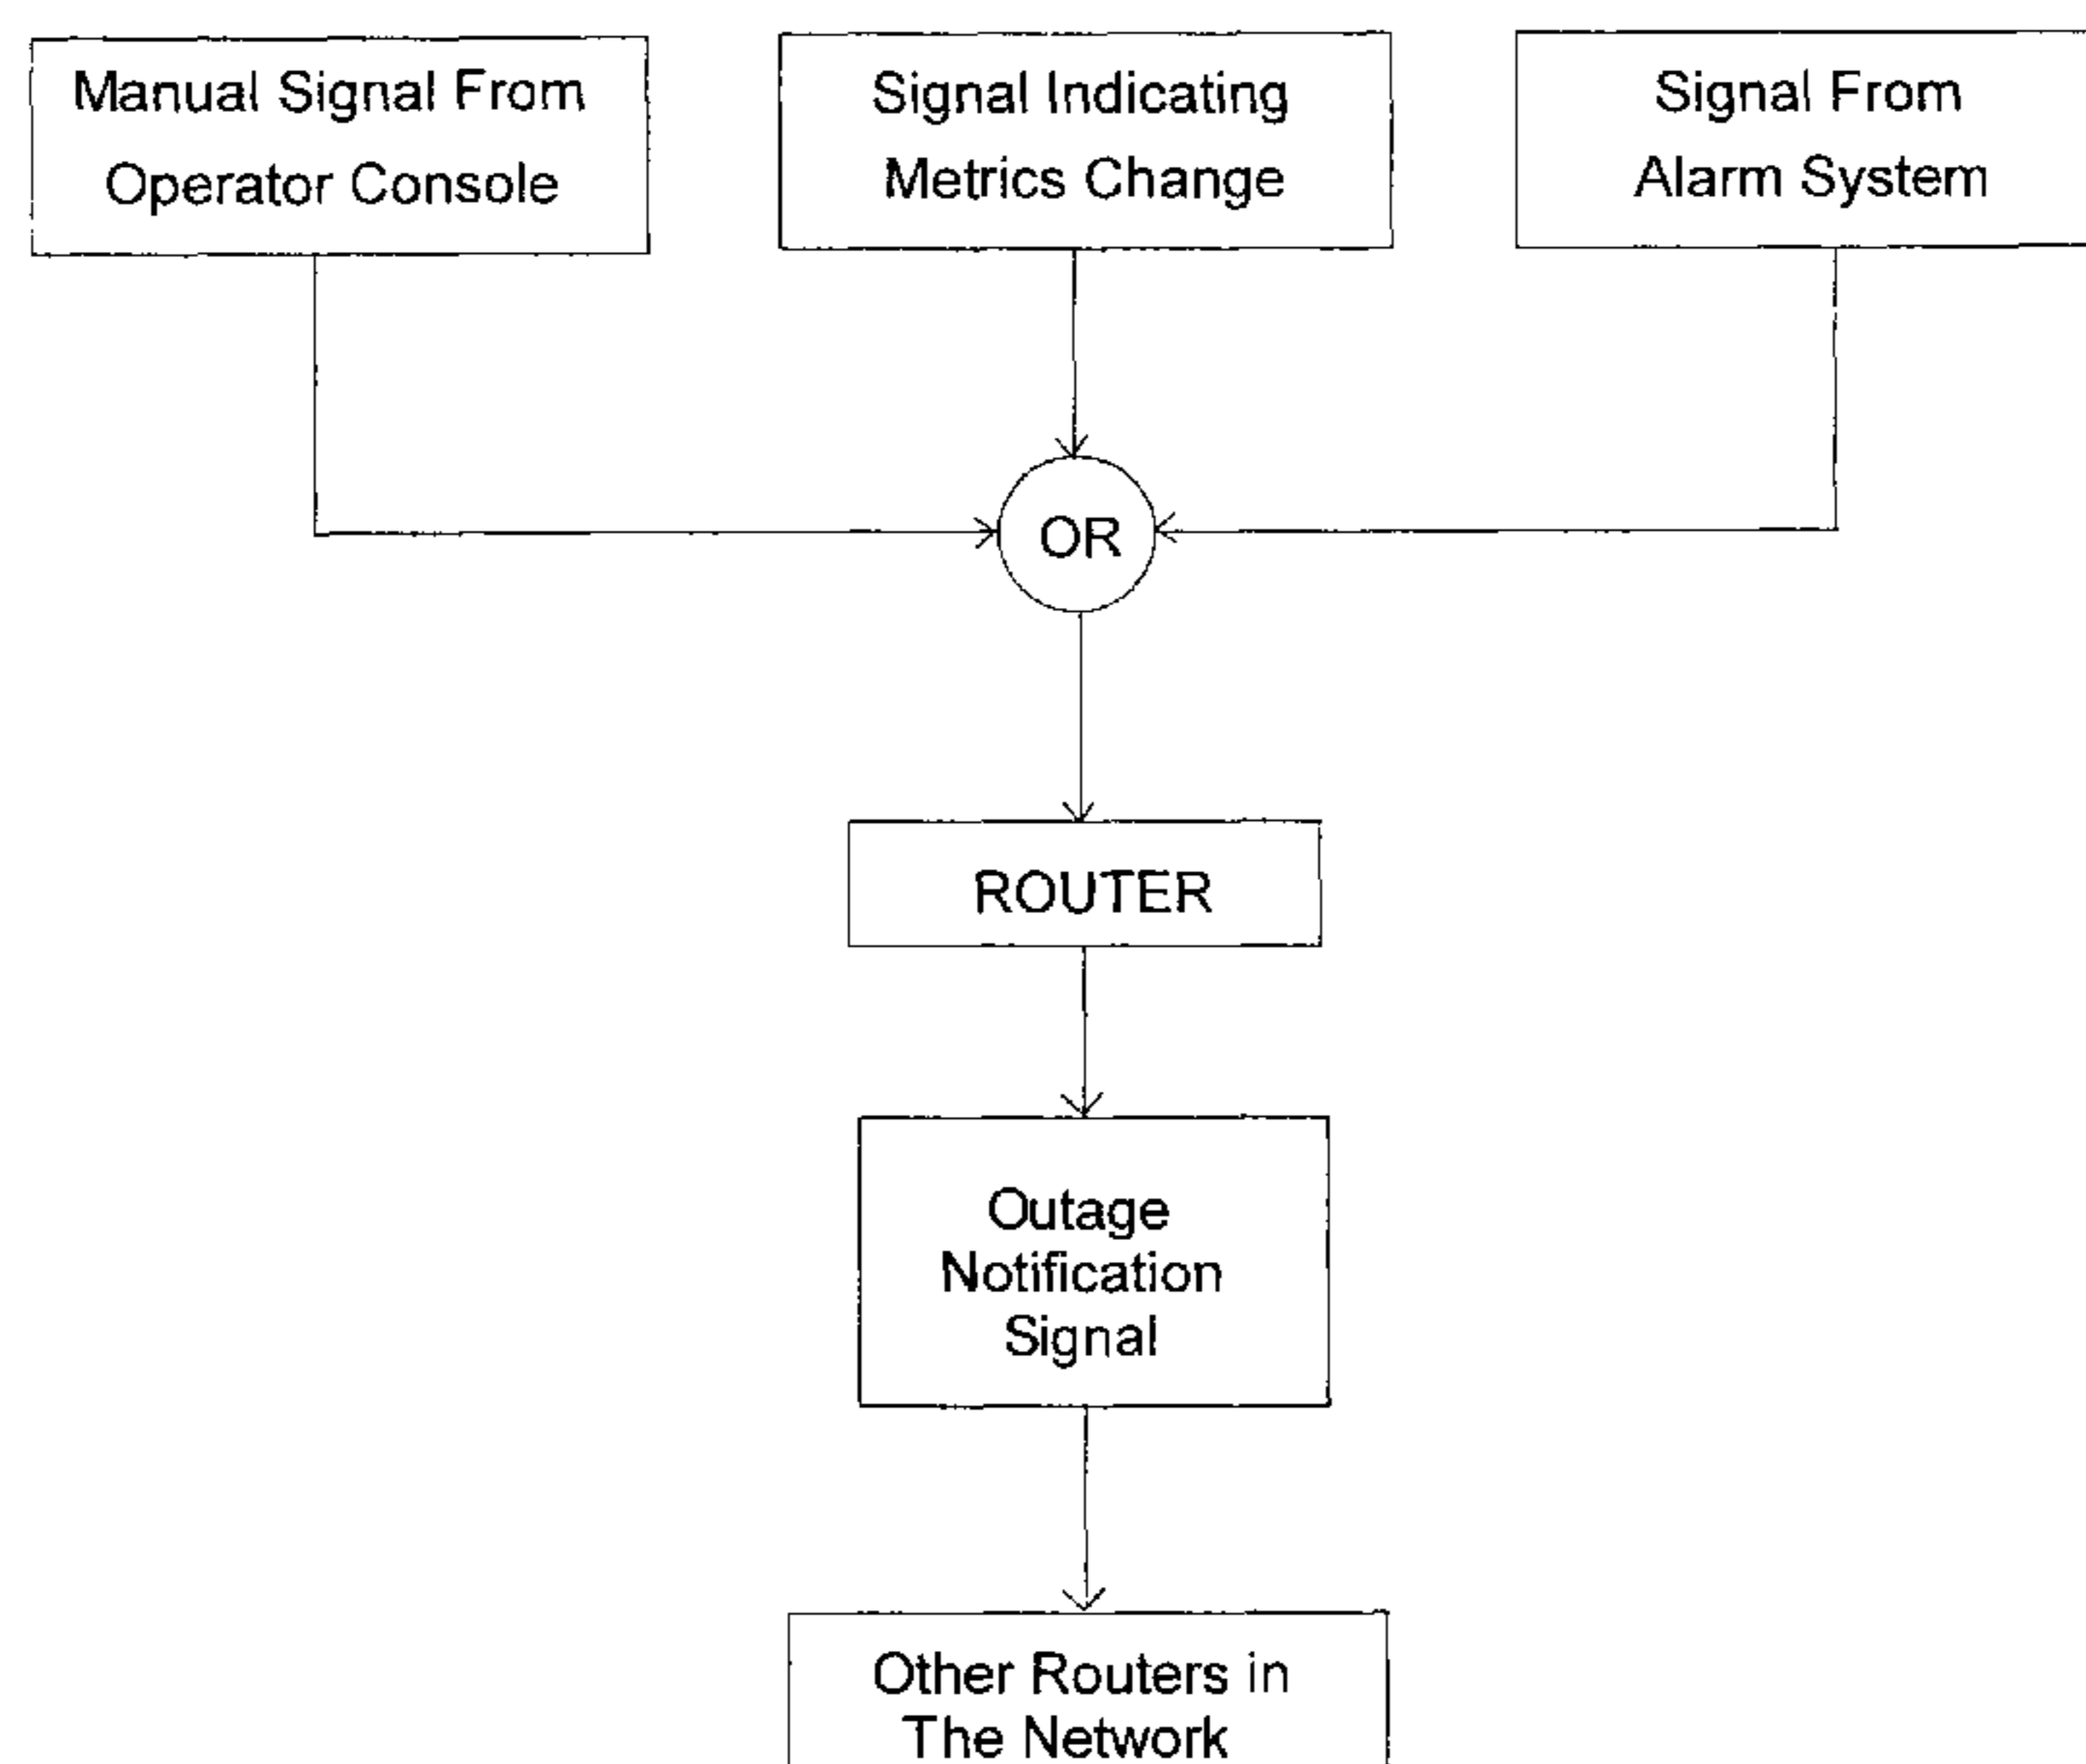 Manual Signal From
Operator Console
Signal Indicating
Metrics Change
Signal From
Alarm System
OR
ROUTER
Outage
Notification
Signal
Other Routers in
The Network